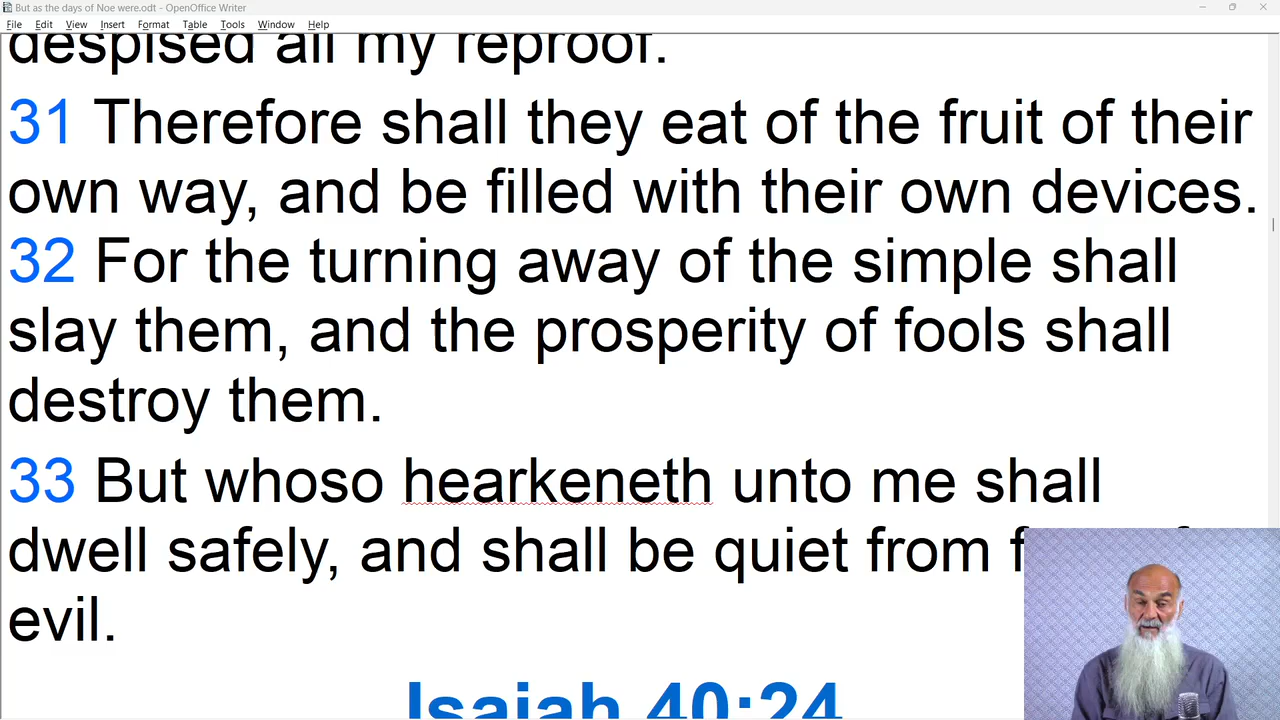 But as the days of Noe were.odt - OpenOffice Writer
File Edit View Insert Format Table Tools Window Help
despised all my reproof.
31 Therefore shall they eat of the fruit of their
own way, and be filled with their own devices.
32 For the turning away of the simple shall
slay them, and the prosperity of fools shall
destroy them.
33 But whoso hearkeneth unto me shall
dwell safely, and shall be quiet from
evil.
Isaiah 40:24